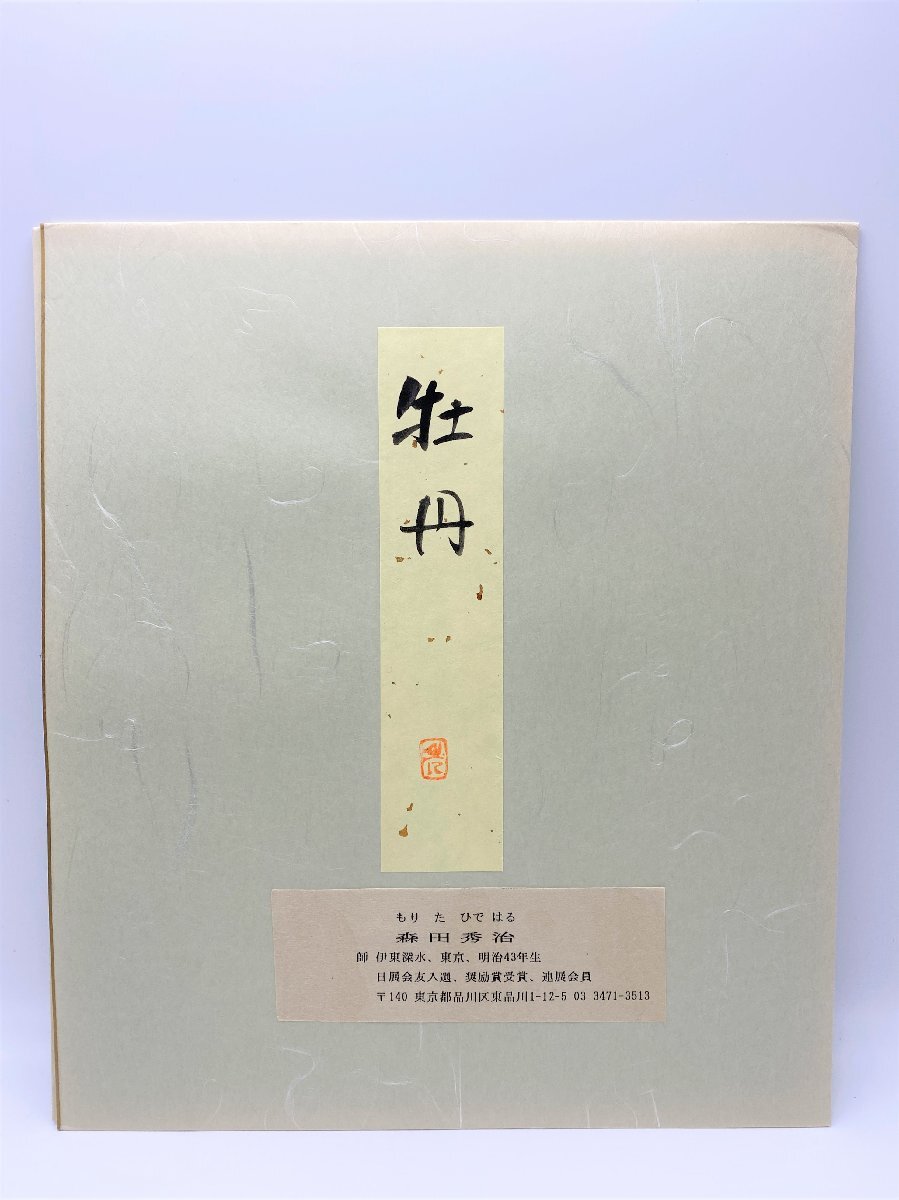 牡丹
もり た ひで はる
森田秀治
師 伊東深水、東京、明治43年生
日展会友入選、奨励賞受賞、連展会員
〒140 東京都品川区東品川1-12-5 03 3471-3513